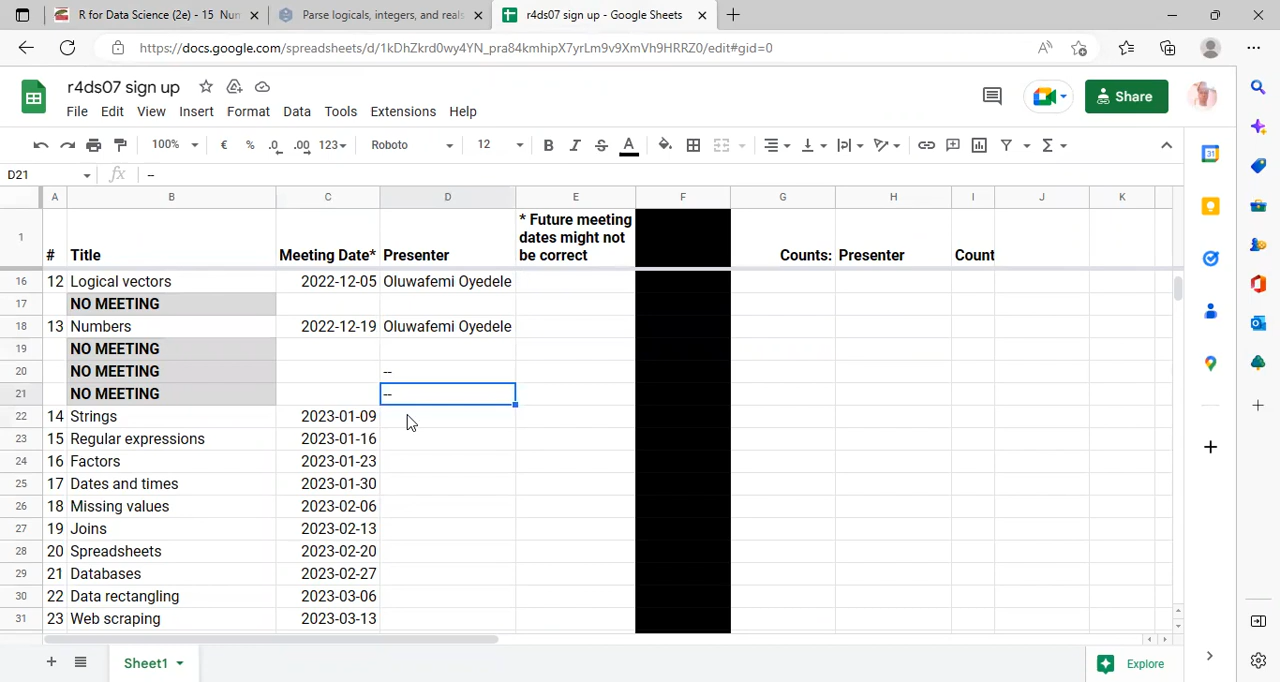 R for Data Science (2e) - 15 Num
Parse logicals, integers, and reals
r4ds07 sign up - Google Sheets
https://docs.google.com/spreadsheets/d/1kDhZkrd0wy4YN_pra84kmhipX7yrLm9v9XmVh9HRRZ0/edit#gid=0
r4ds07 sign up
File Edit View Insert Format Data Tools Extensions Help
Share
100% € % .0 .00 123 Roboto 12 B I S A
D21 fx --
A B C D E F G H I J K
1 # Title Meeting Date* Presenter * Future meeting dates might not be correct Counts: Presenter Count
16 12 Logical vectors 2022-12-05 Oluwafemi Oyedele
17 NO MEETING
18 13 Numbers 2022-12-19 Oluwafemi Oyedele
19 NO MEETING
20 NO MEETING --
21 NO MEETING --
22 14 Strings 2023-01-09
23 15 Regular expressions 2023-01-16
24 16 Factors 2023-01-23
25 17 Dates and times 2023-01-30
26 18 Missing values 2023-02-06
27 19 Joins 2023-02-13
28 20 Spreadsheets 2023-02-20
29 21 Databases 2023-02-27
30 22 Data rectangling 2023-03-06
31 23 Web scraping 2023-03-13
Sheet1
Explore